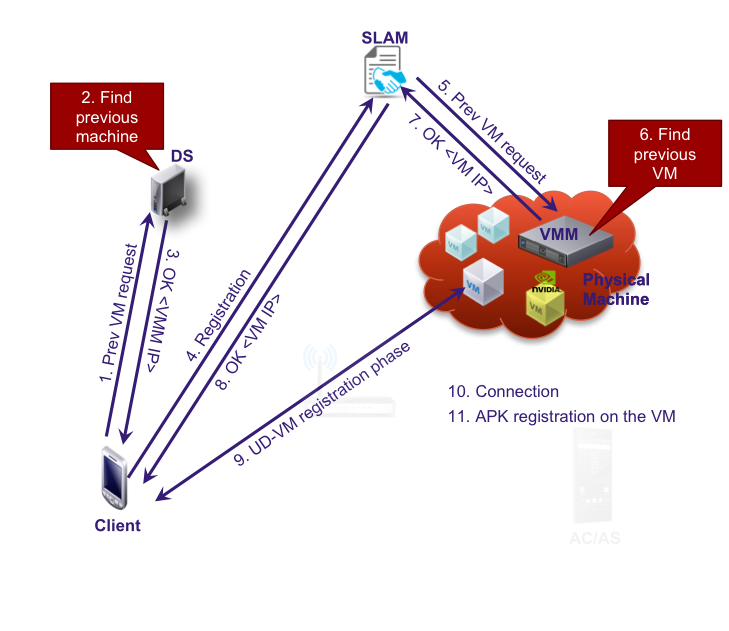 SLAM
2. Find
previous
machine
DS
5. Prev VM request
7. OK <VM IP>
6. Find
previous
VM
VMM
VM
VM
VM
NVIDIA
VM
Physical
Machine
1. Prev VM request
3. OK <VMM IP>
4. Registration
8. OK <VM IP>
9. UD-VM registration phase
10. Connection
11. APK registration on the VM
Client
AC/AS